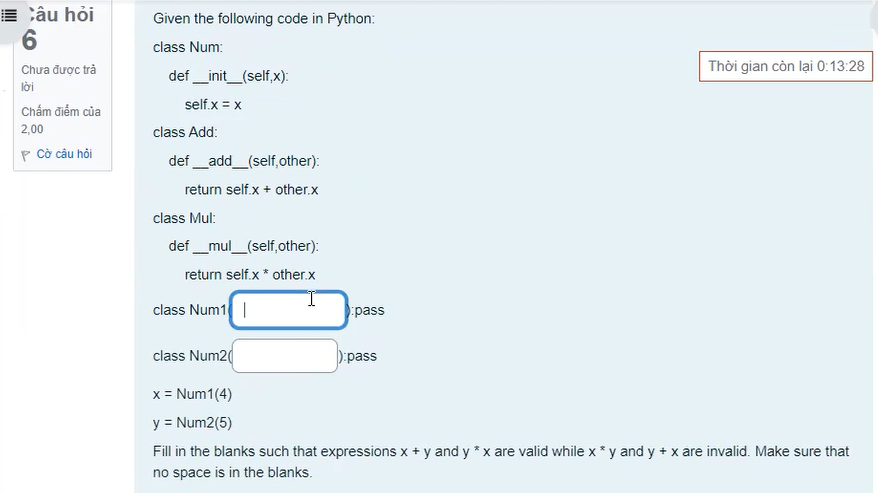 Câu hỏi
6
Chưa được trả
lời
Chấm điểm của
2,00
Cờ câu hỏi
Thời gian còn lại 0:13:28
Given the following code in Python:
class Num:
def __init__(self,x):
self.x = x
class Add:
def __add__(self,other):
return self.x + other.x
class Mul:
def __mul__(self,other):
return self.x * other.x
class Num1( ):pass
class Num2( ):pass
x = Num1(4)
y = Num2(5)
Fill in the blanks such that expressions x + y and y * x are valid while x * y and y + x are invalid. Make sure that
no space is in the blanks.